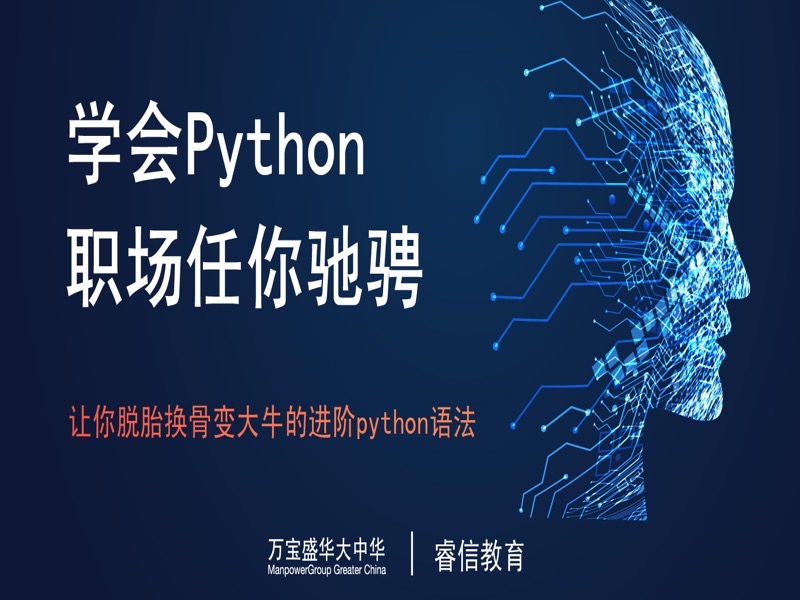 学会Python
职场任你驰骋
让你脱胎换骨变大牛的进阶python语法
万宝盛华大中华
ManpowerGroup Greater China
睿信教育